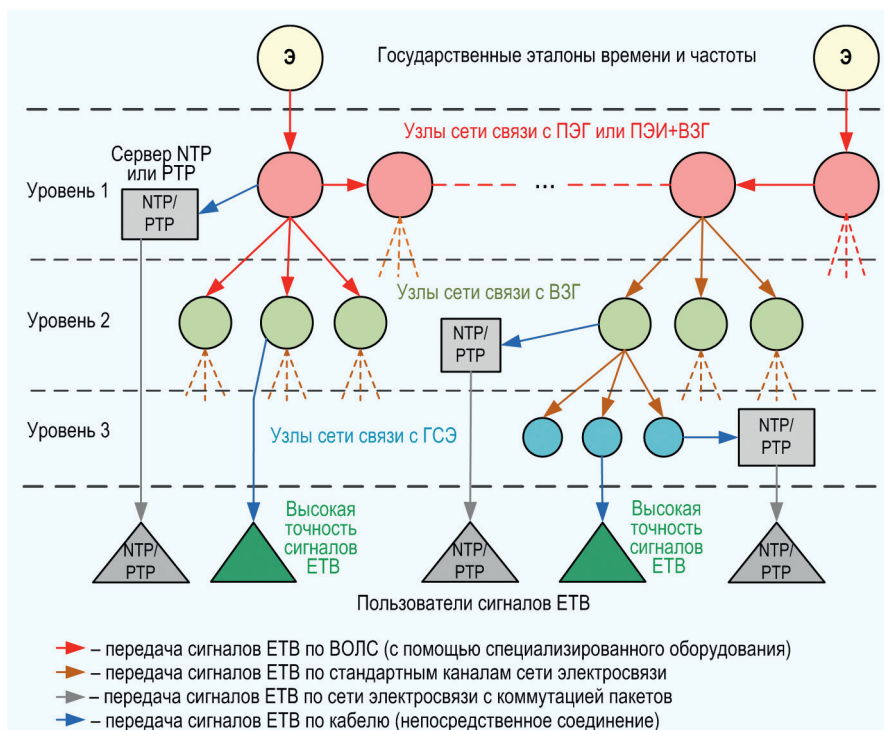 Э
Государственные эталоны времени и частоты
Э
Узлы сети связи с ПЭГ или ПЭИ+ВЗГ
Сервер NTP
или PTP
Уровень 1
NTP/
PTP
...
Узлы сети связи с ВЗГ
Уровень 2
NTP/
PTP
Уровень 3
Узлы сети связи с ГСЭ
NTP/
PTP
Высокая
точность
сигналов
ЕТВ
Высокая
точность
сигналов
ЕТВ
NTP/
PTP
NTP/
PTP
NTP/
PTP
Пользователи сигналов ЕТВ
– передача сигналов ЕТВ по ВОЛС (с помощью специализированного оборудования)
– передача сигналов ЕТВ по стандартным каналам сети электросвязи
– передача сигналов ЕТВ по сети электросвязи с коммутацией пакетов
– передача сигналов ЕТВ по кабелю (непосредственное соединение)